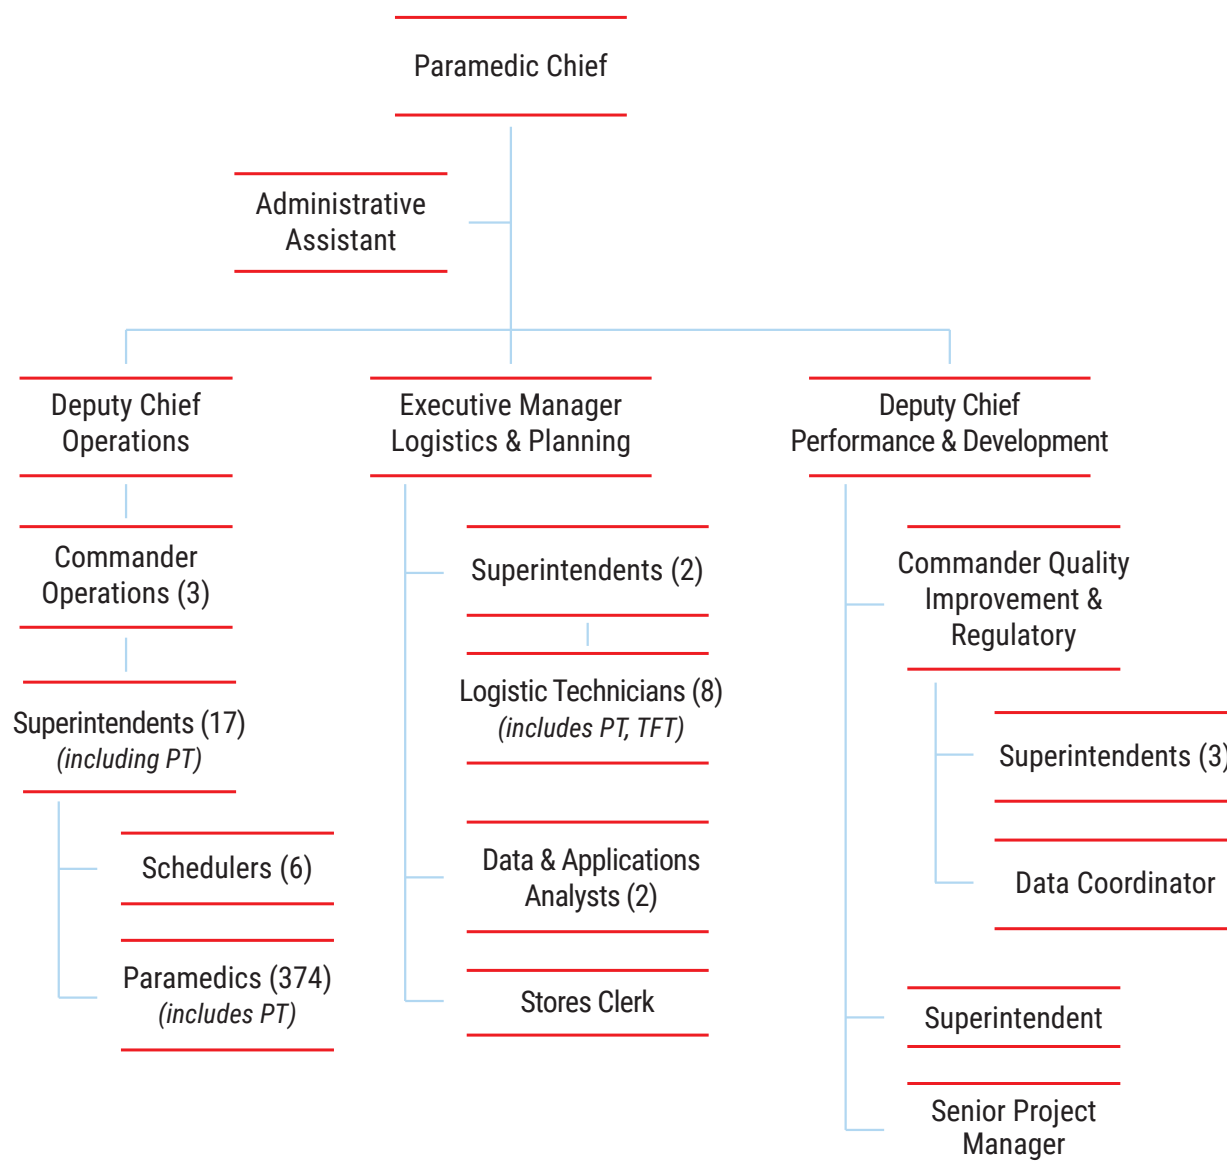 Paramedic Chief
Administrative
Assistant
Deputy Chief
Operations
Commander
Operations (3)
Superintendents (17)
(including PT)
Schedulers (6)
Paramedics (374)
(includes PT)
Executive Manager
Logistics & Planning
Superintendents (2)
Logistic Technicians (8)
(includes PT, TFT)
Data & Applications
Analysts (2)
Stores Clerk
Deputy Chief
Performance & Development
Commander Quality
Improvement &
Regulatory
Superintendents (3)
Data Coordinator
Superintendent
Senior Project
Manager